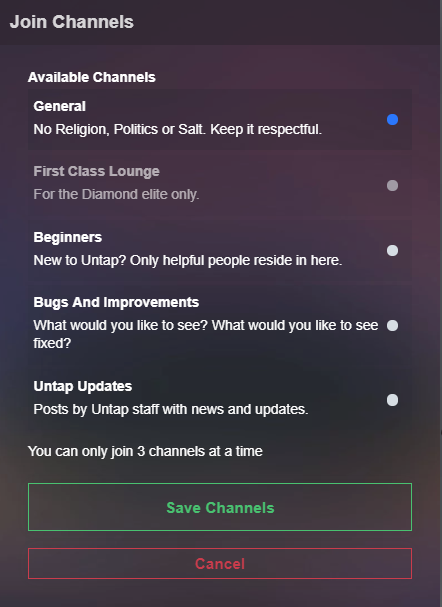 Join Channels
Available Channels
General
No Religion, Politics or Salt. Keep it respectful.
First Class Lounge
For the Diamond elite only.
Beginners
New to Untap? Only helpful people reside in here.
Bugs And Improvements
What would you like to see? What would you like to see
fixed?
Untap Updates
Posts by Untap staff with news and updates.
You can only join 3 channels at a time
Save Channels
Cancel